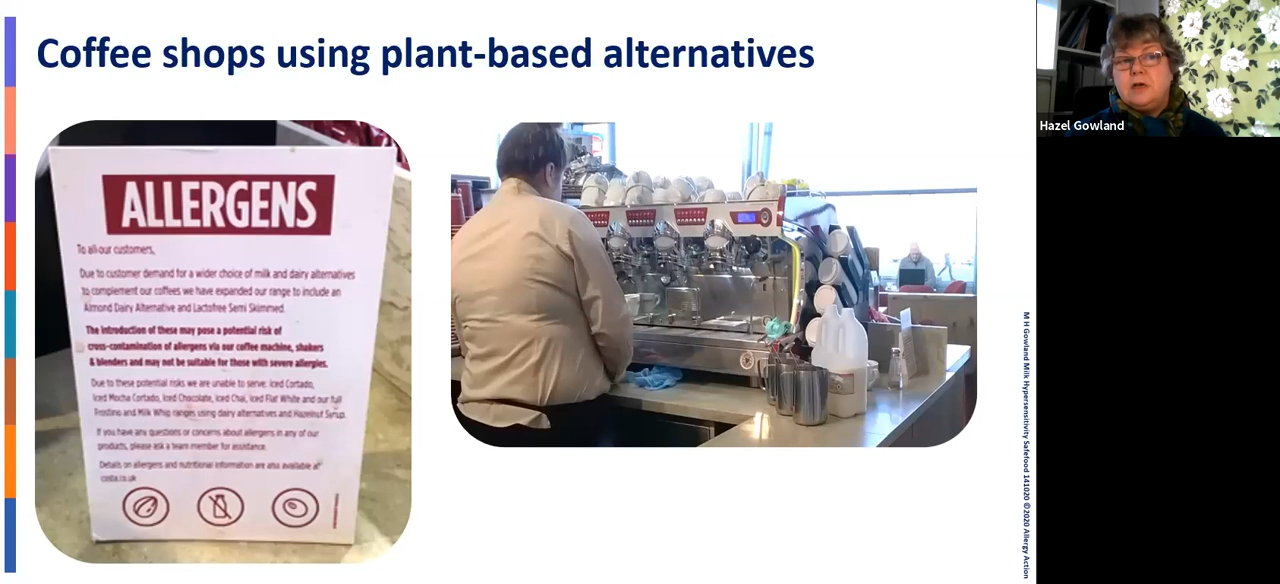 Coffee shops using plant-based alternatives
ALLERGENS
To all our customers,
Due to customer demand for a wider choice of milk and dairy alternatives
to complement our coffees we have expanded our range to include an
Almond Dairy Alternative and Lactofree Semi Skimmed.
The introduction of these may pose a potential risk of
cross-contamination of allergens via our coffee machine, shakers
& blenders and may not be suitable for those with severe allergies.
Due to these potential risks we are unable to serve: Iced Cortado,
Iced Mocha Cortado, Iced Chocolate, Iced Chai, Iced Flat White and our full
Frostino and Milk Whip ranges using dairy alternatives and Hazelnut Syrup.
If you have any questions or concerns about allergens in any of our
products, please ask a team member for assistance.
Details on allergens and nutritional information are also available at
costa.co.uk
M H Gowland Milk Hypersensitivity Safefood 141020 ©2020 Allergy Action
Hazel Gowland